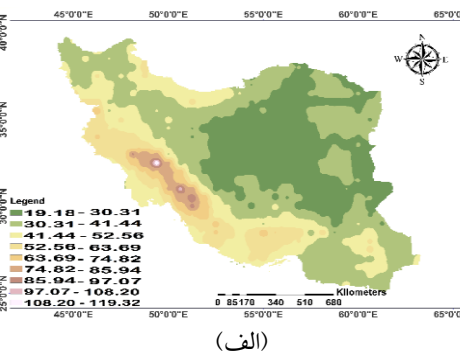 45°0'0"E 50°0'0"E 55°0'0"E 60°0'0"E 65°0'0"
40°0'0"N
N
W E
S
35°0'0"N
30°0'0"N
25°0'0"N
Legend
19.18 - 30.31
30.31 - 41.44
41.44 - 52.56
52.56 - 63.69
63.69 - 74.82
74.82 - 85.94
85.94 - 97.07
97.07 - 108.20
108.20 - 119.32
Kilometers
0 85 170 340 510 680
45°0'0"E 50°0'0"E 55°0'0"E 60°0'0"E 65°0'0"
(الف)